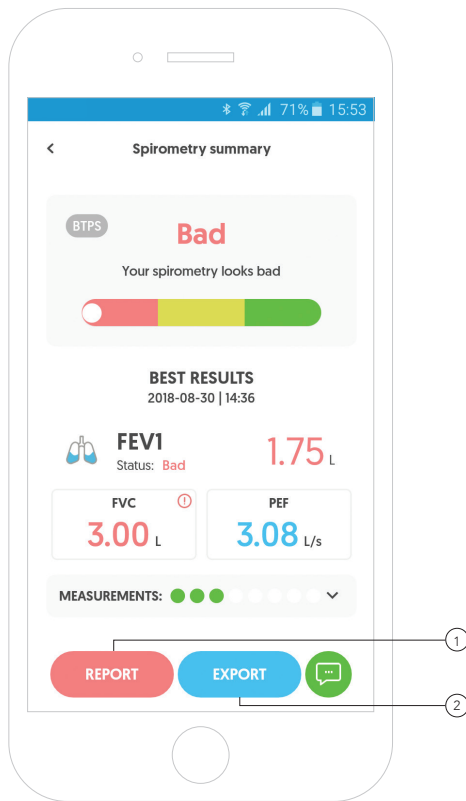 71% 15:53
< Spirometry summary
BTPS
Bad
Your spirometry looks bad
BEST RESULTS
2018-08-30 | 14:36
FEV1
Status: Bad
1.75 L
FVC
3.00 L
PEF
3.08 L/s
MEASUREMENTS:
REPORT
EXPORT
1
2